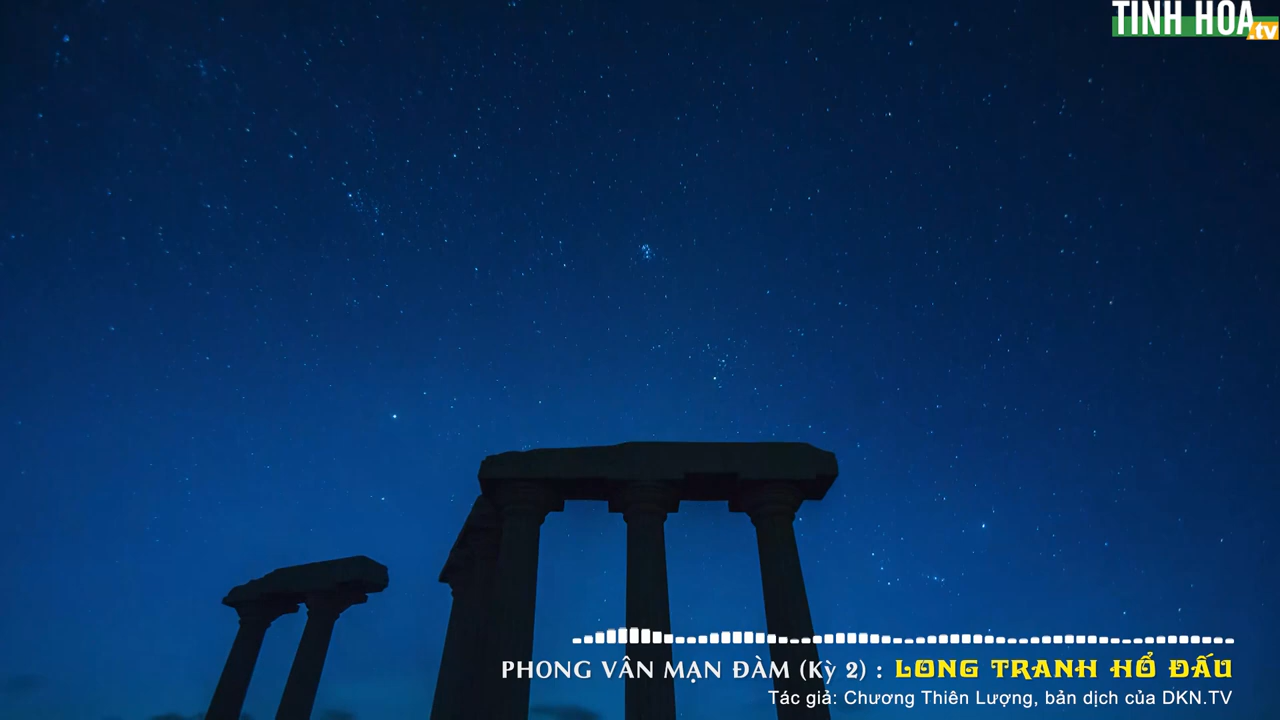 TINH HOA
.tv
PHONG VÂN MẠN ĐÀM (Kỳ 2) : LONG TRANH HỔ ĐẤU
Tác giả: Chương Thiên Lượng, bản dịch của DKN.TV